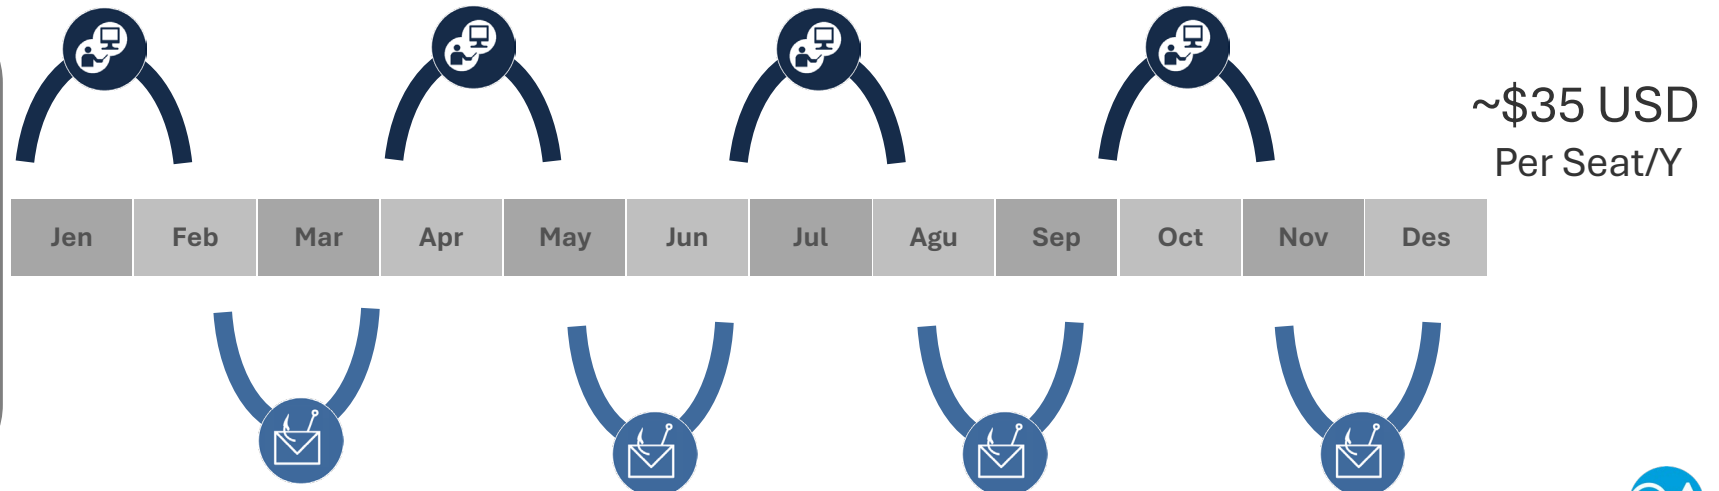 ~$35 USD
Per Seat/Y
Jen Feb Mar Apr May Jun Jul Agu Sep Oct Nov Des